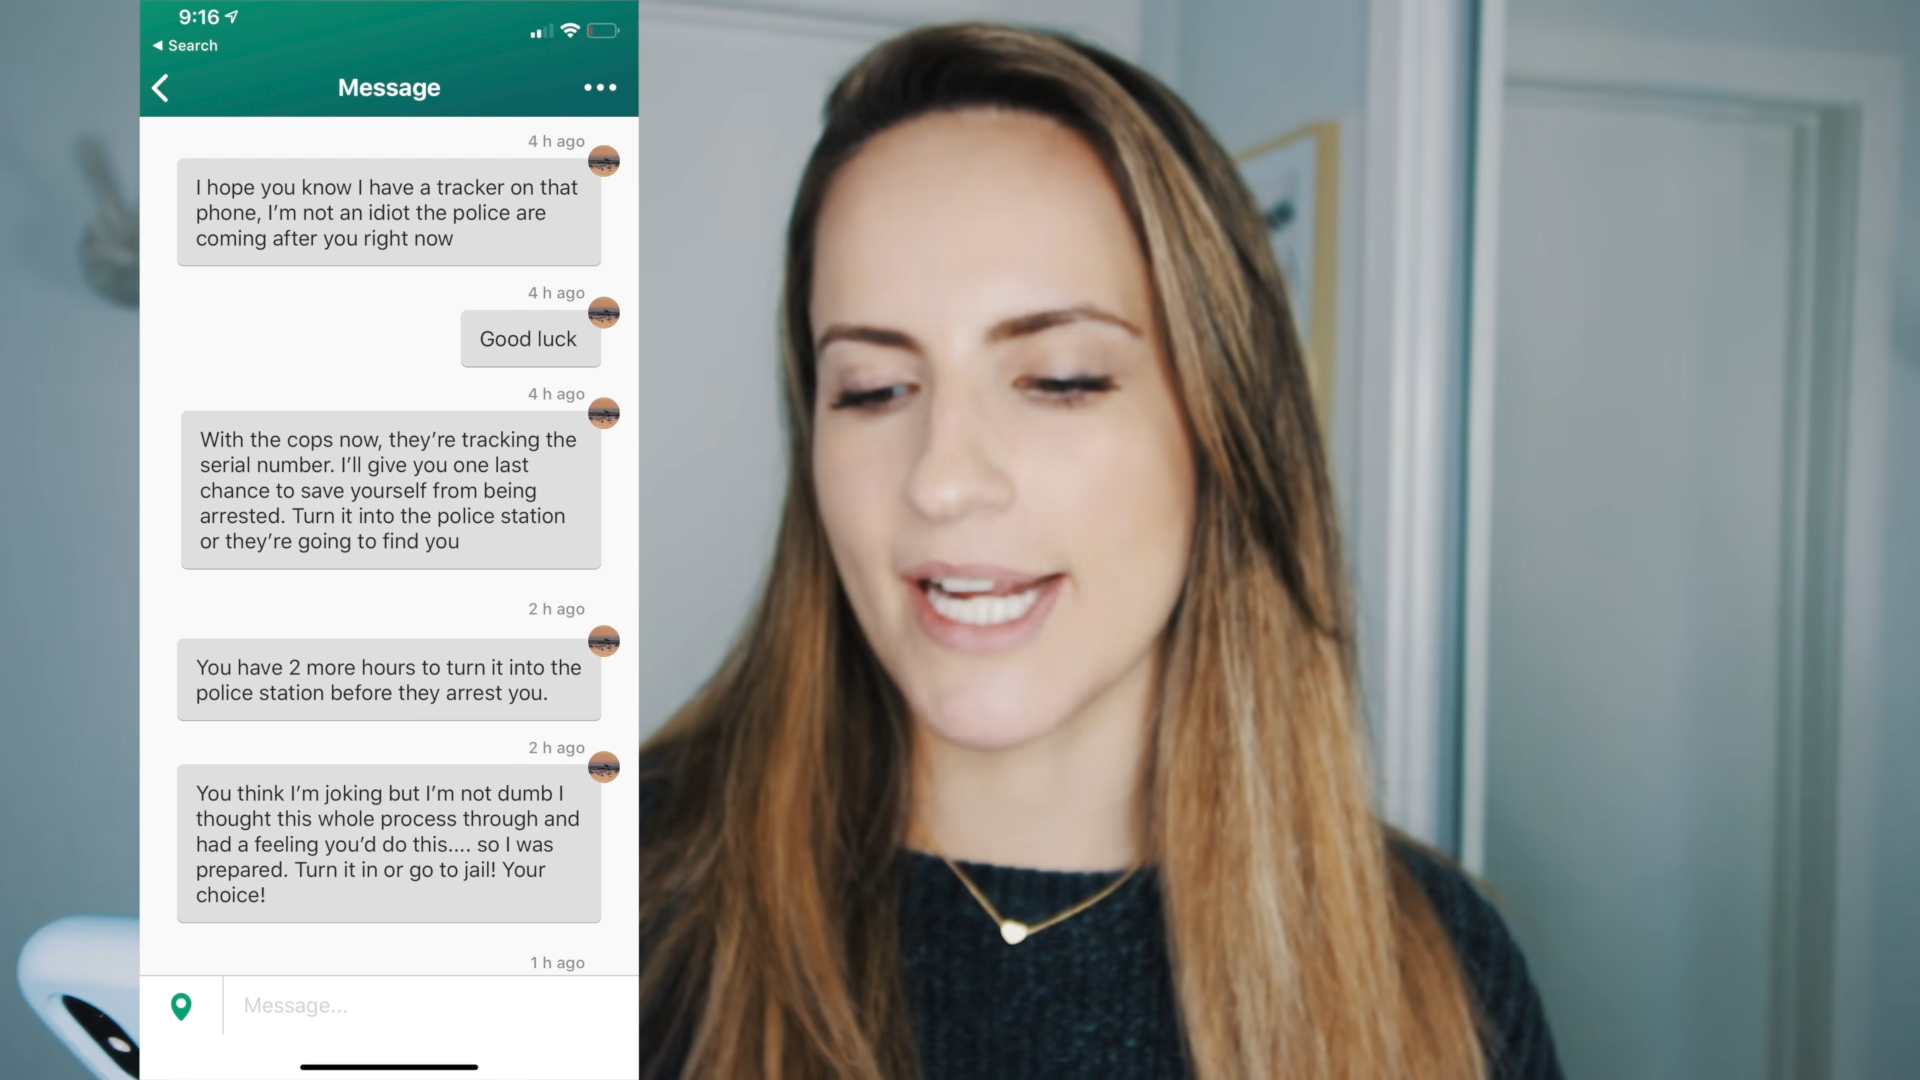 9:16
Search
Message
4 h ago
I hope you know I have a tracker on that
phone, I’m not an idiot the police are
coming after you right now
4 h ago
Good luck
4 h ago
With the cops now, they’re tracking the
serial number. I’ll give you one last
chance to save yourself from being
arrested. Turn it into the police station
or they’re going to find you
2 h ago
You have 2 more hours to turn it into the
police station before they arrest you.
2 h ago
You think I’m joking but I’m not dumb I
thought this whole process through and
had a feeling you’d do this.... so I was
prepared. Turn it in or go to jail! Your
choice!
1 h ago
Message...